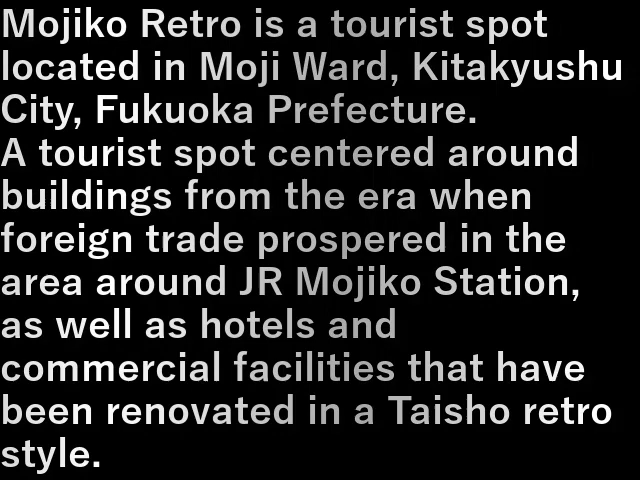 Mojiko Retro is a tourist spot
located in Moji Ward, Kitakyushu
City, Fukuoka Prefecture.
A tourist spot centered around
buildings from the era when
foreign trade prospered in the
area around JR Mojiko Station,
as well as hotels and
commercial facilities that have
been renovated in a Taisho retro
style.